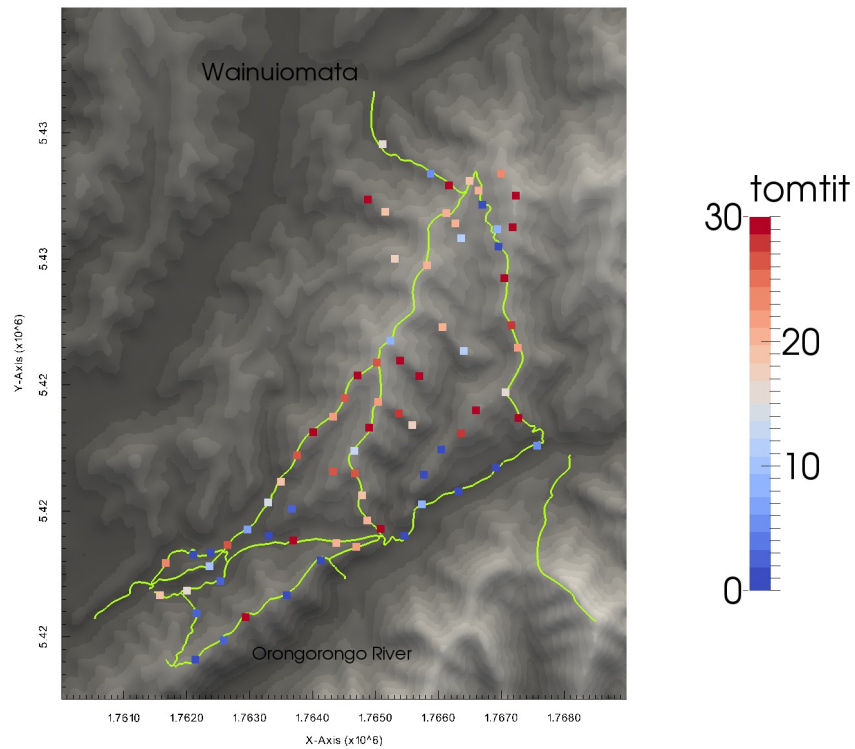 Wainuiomata
5.43
5.43
5.42
5.42
5.42
Y-Axis (x10^6)
Orongorongo River
1.7610 1.7620 1.7630 1.7640 1.7650 1.7660 1.7670 1.7680
X-Axis (x10^6)
tomtit
30
20
10
0